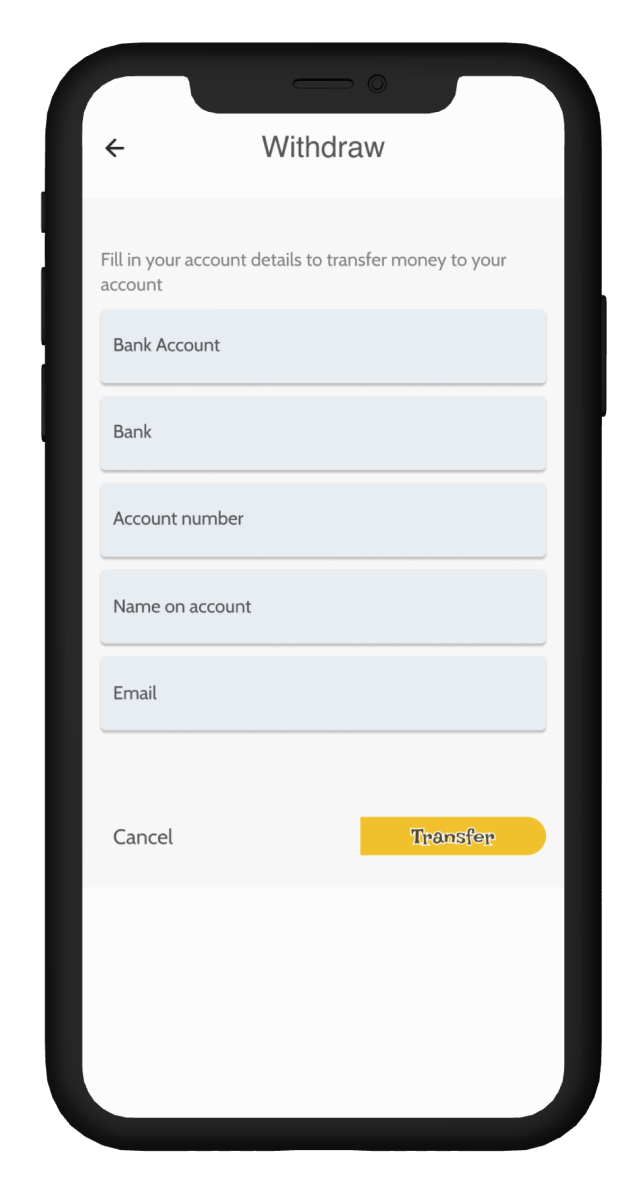 Withdraw
Fill in your account details to transfer money to your
account
Bank Account
Bank
Account number
Name on account
Email
Cancel
Transfer